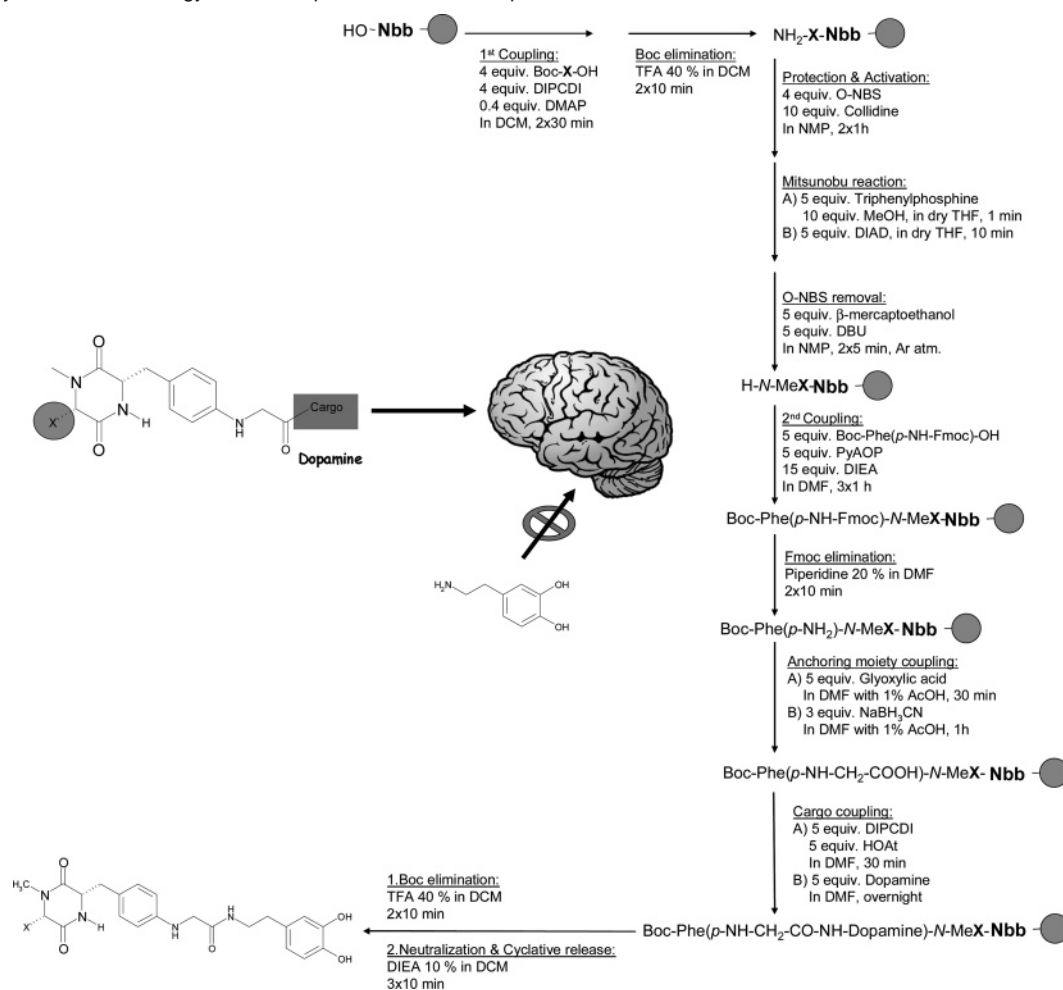 HO-Nbb
1st Coupling:
4 equiv. Boc-X-OH
4 equiv. DIPCDI
0.4 equiv. DMAP
In DCM, 2x30 min
Boc elimination:
TFA 40 % in DCM
2x10 min
NH2-X-Nbb
Protection & Activation:
4 equiv. O-NBS
10 equiv. Collidine
In NMP, 2x1h
Mitsunobu reaction:
A) 5 equiv. Triphenylphosphine
10 equiv. MeOH, in dry THF, 1 min
B) 5 equiv. DIAD, in dry THF, 10 min
O-NBS removal:
5 equiv. β-mercaptoethanol
5 equiv. DBU
In NMP, 2x5 min, Ar atm.
H-N-MeX-Nbb
2nd Coupling:
5 equiv. Boc-Phe(p-NH-Fmoc)-OH
5 equiv. PyAOP
15 equiv. DIEA
In DMF, 3x1 h
Boc-Phe(p-NH-Fmoc)-N-MeX-Nbb
Fmoc elimination:
Piperidine 20 % in DMF
2x10 min
Boc-Phe(p-NH2)-N-MeX-Nbb
Anchoring moiety coupling:
A) 5 equiv. Glyoxylic acid
In DMF with 1% AcOH, 30 min
B) 3 equiv. NaBH3CN
In DMF with 1% AcOH, 1h
Boc-Phe(p-NH-CH2-COOH)-N-MeX- Nbb
Cargo coupling:
A) 5 equiv. DIPCDI
5 equiv. HOAt
In DMF, 30 min
B) 5 equiv. Dopamine
In DMF, overnight
Boc-Phe(p-NH-CH2-CO-NH-Dopamine)-N-MeX-Nbb
1.Boc elimination:
TFA 40 % in DCM
2x10 min
2.Neutralization & Cyclative release:
DIEA 10 % in DCM
3x10 min
O
N
X
N
H
O
N
H
O
Cargo
Dopamine
H2N
OH
OH
O
H3C
N
X
N
H
O
N
H
O
H
N
OH
OH